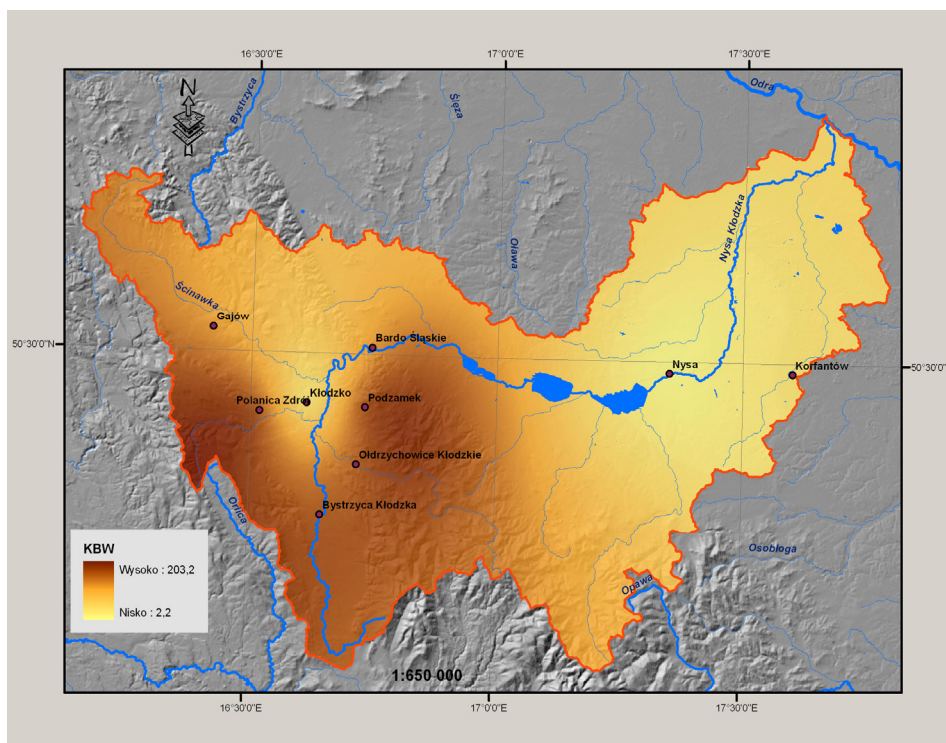 16°30'0"E
17°0'0"E
17°30'0"E
N
Bystrzyca
Ślęza
Odra
Oława
Nysa Kłodzka
Ścinawka
Gajów
50°30'0"N
Bardo Śląskie
Nysa
Korfantów
50°30'0"N
Polanica Zdrój
Kłodzko
Podzamek
Ołdrzychowice Kłodzkie
Orlica
Bystrzyca Kłodzka
KBW
Wysoko : 203,2
Nisko : 2,2
Osobłoga
Opawa
1:650 000
16°30'0"E
17°0'0"E
17°30'0"E